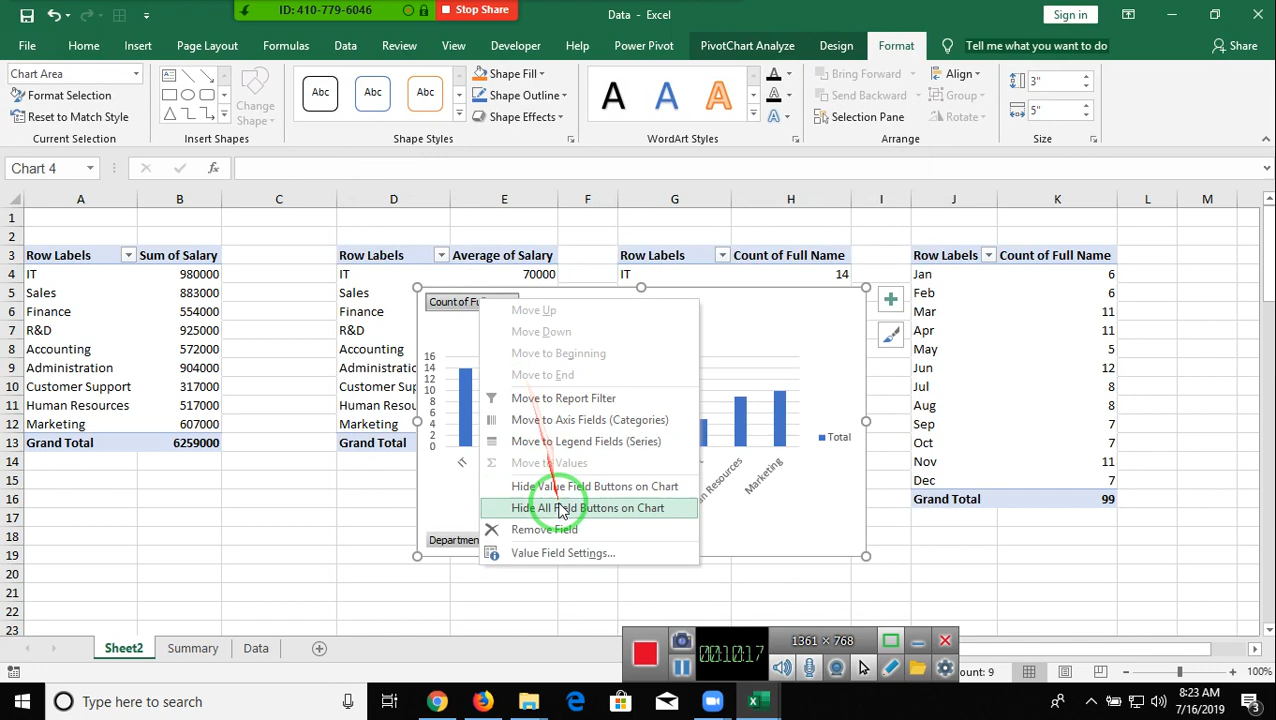 ID: 410-779-6046 Stop Share
Data - Excel
Sign in
File Home Insert Page Layout Formulas Data Review View Developer Help Power Pivot PivotChart Analyze Design Format Tell me what you want to do Share
Chart Area
Format Selection
Reset to Match Style
Current Selection
Change
Shape
Insert Shapes
Abc Abc Abc
Shape Fill
Shape Outline
Shape Effects
Shape Styles
A A A
A
A
A
WordArt Styles
Bring Forward
Send Backward
Selection Pane
Align
Group
Rotate
Arrange
3"
5"
Size
Chart 4 fx
A B C D E F G H I J K L M
1
2
3 Row Labels Sum of Salary Row Labels Average of Salary Row Labels Count of Full Name Row Labels Count of Full Name
4 IT 980000 IT 70000 IT 14 Jan 6
5 Sales 883000 Sales Feb 6
6 Finance 554000 Finance Mar 11
7 R&D 925000 R&D Apr 11
8 Accounting 572000 Accounting May 5
9 Administration 904000 Administratio Jun 12
10 Customer Support 317000 Customer Sup Jul 8
11 Human Resources 517000 Human Resou Aug 8
12 Marketing 607000 Marketing Sep 7
13 Grand Total 6259000 Grand Total Oct 7
14 Nov 11
15 Dec 7
16 Grand Total 99
17
18
19
20
21
22
23
Count of Ful
16
14
12
10
8
6
4
2
0
IT
Resources
Marketing
Total
Departmen
Move Up
Move Down
Move to Beginning
Move to End
Move to Report Filter
Move to Axis Fields (Categories)
Move to Legend Fields (Series)
Move to Values
Hide Value Field Buttons on Chart
Hide All Field Buttons on Chart
Remove Field
Value Field Settings...
Sheet2 Summary Data
00:10:17
1361 × 768
ount: 9
100%
Type here to search
8:23 AM
7/16/2019
3